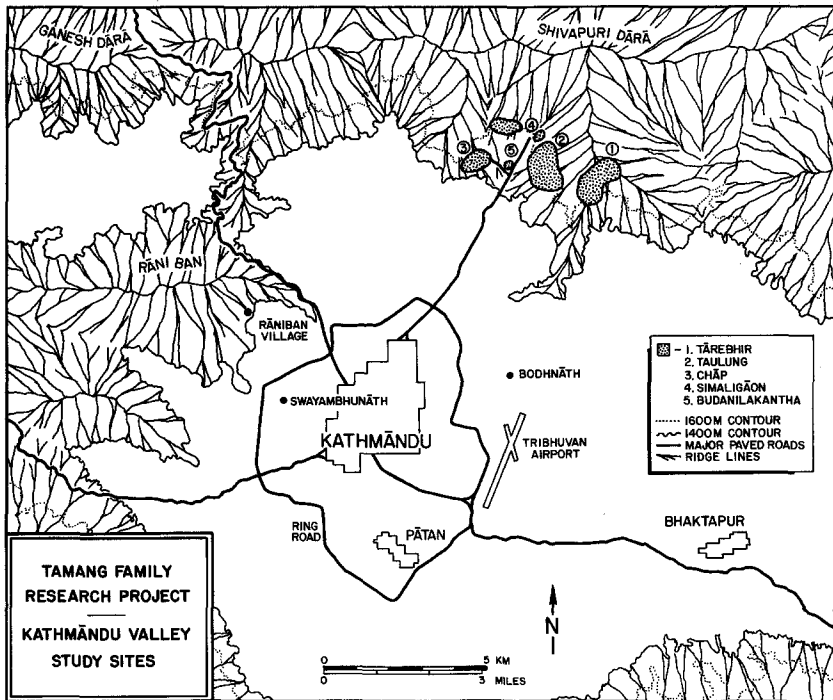 GĀNESH DĀRĀ
SHIVAPURI DĀRĀ
④
③
⑤
②
①
RĀNI BAN
RĀNIBAN
VILLAGE
SWAYAMBHUNĀTH
BODHNĀTH
KATHMĀNDU
TRIBHUVAN
AIRPORT
RING
ROAD
PĀTAN
BHAKTAPUR
- 1. TĀREBHIR
2. TAULUNG
3. CHĀP
4. SIMALIGĀON
5. BUDANILAKANTHA
1600M CONTOUR
1400M CONTOUR
MAJOR PAVED ROADS
RIDGE LINES
TAMANG FAMILY
RESEARCH PROJECT
KATHMĀNDU VALLEY
STUDY SITES
N
0 5 KM
0 3 MILES